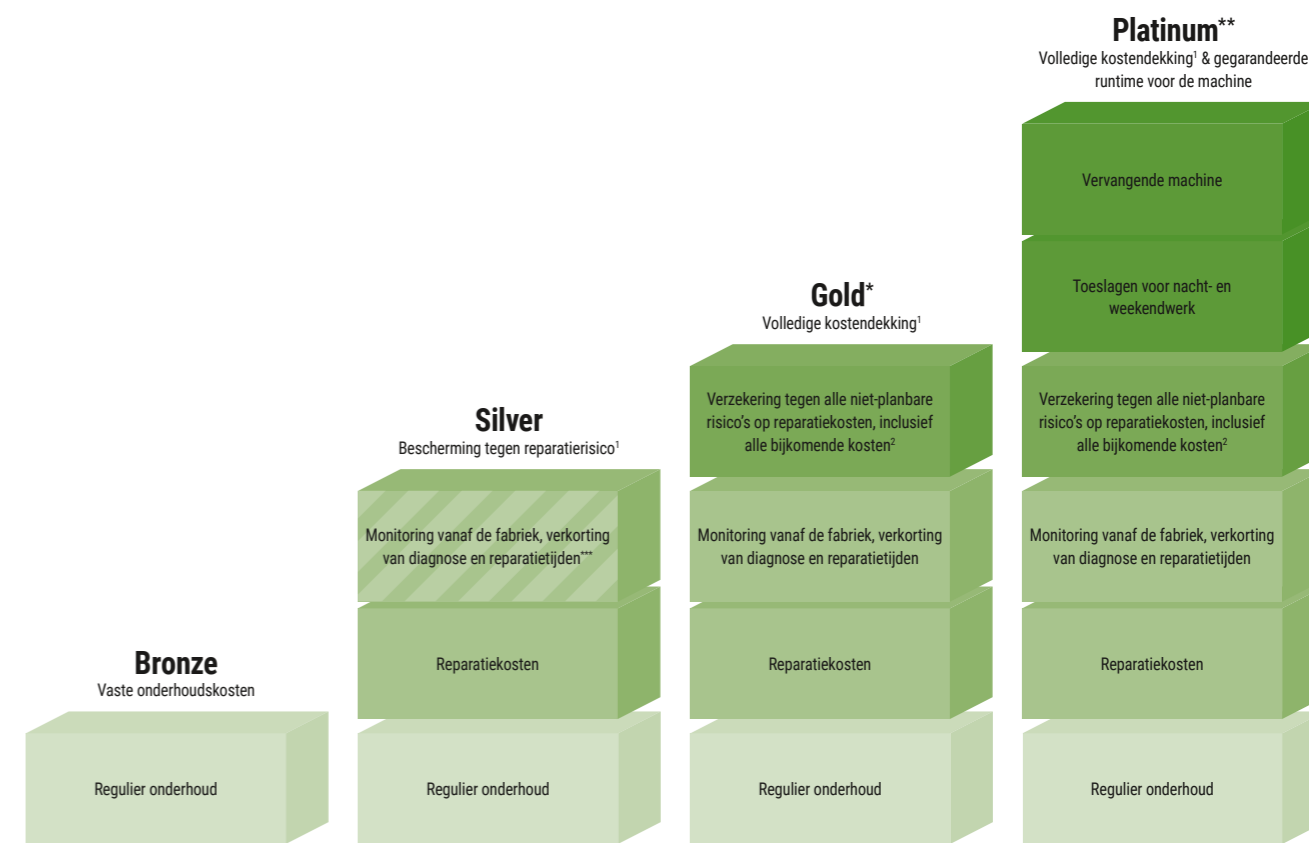 Platinum**
Volledige kostendekking¹ & gegarandeerde
runtime voor de machine
Vervangende machine
Toeslagen voor nacht- en
weekendwerk
Verzekering tegen alle niet-planbare
risico's op reparatiekosten, inclusief
alle bijkomende kosten²
Monitoring vanaf de fabriek, verkorting
van diagnose en reparatietijden
Reparatiekosten
Regulier onderhoud
Gold*
Volledige kostendekking¹
Verzekering tegen alle niet-planbare
risico's op reparatiekosten, inclusief
alle bijkomende kosten²
Monitoring vanaf de fabriek, verkorting
van diagnose en reparatietijden
Reparatiekosten
Regulier onderhoud
Silver
Bescherming tegen reparatierisico¹
Monitoring vanaf de fabriek, verkorting
van diagnose en reparatietijden***
Reparatiekosten
Regulier onderhoud
Bronze
Vaste onderhoudskosten
Regulier onderhoud